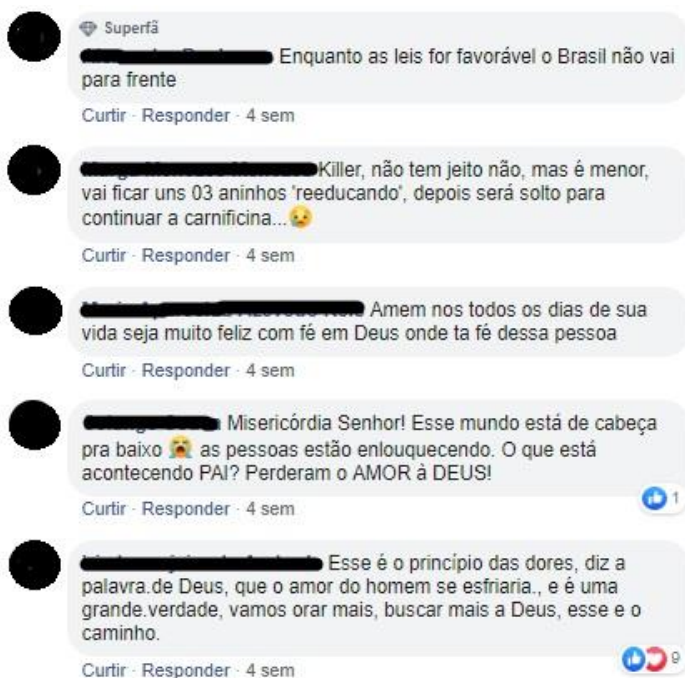 Superfã
Enquanto as leis for favorável o Brasil não vai
para frente
Curtir · Responder · 4 sem
Killer, não tem jeito não, mas é menor,
vai ficar uns 03 aninhos 'reeducando', depois será solto para
continuar a carnificina...😢
Curtir · Responder · 4 sem
Amem nos todos os dias de sua
vida seja muito feliz com fé em Deus onde ta fé dessa pessoa
Curtir · Responder · 4 sem
Misericórdia Senhor! Esse mundo está de cabeça
pra baixo 😭 as pessoas estão enlouquecendo. O que está
acontecendo PAI? Perderam o AMOR à DEUS!
1
Curtir · Responder · 4 sem
Esse é o princípio das dores, diz a
palavra.de Deus, que o amor do homem se esfriaria., e é uma
grande.verdade, vamos orar mais, buscar mais a Deus, esse e o
caminho.
9
Curtir · Responder · 4 sem